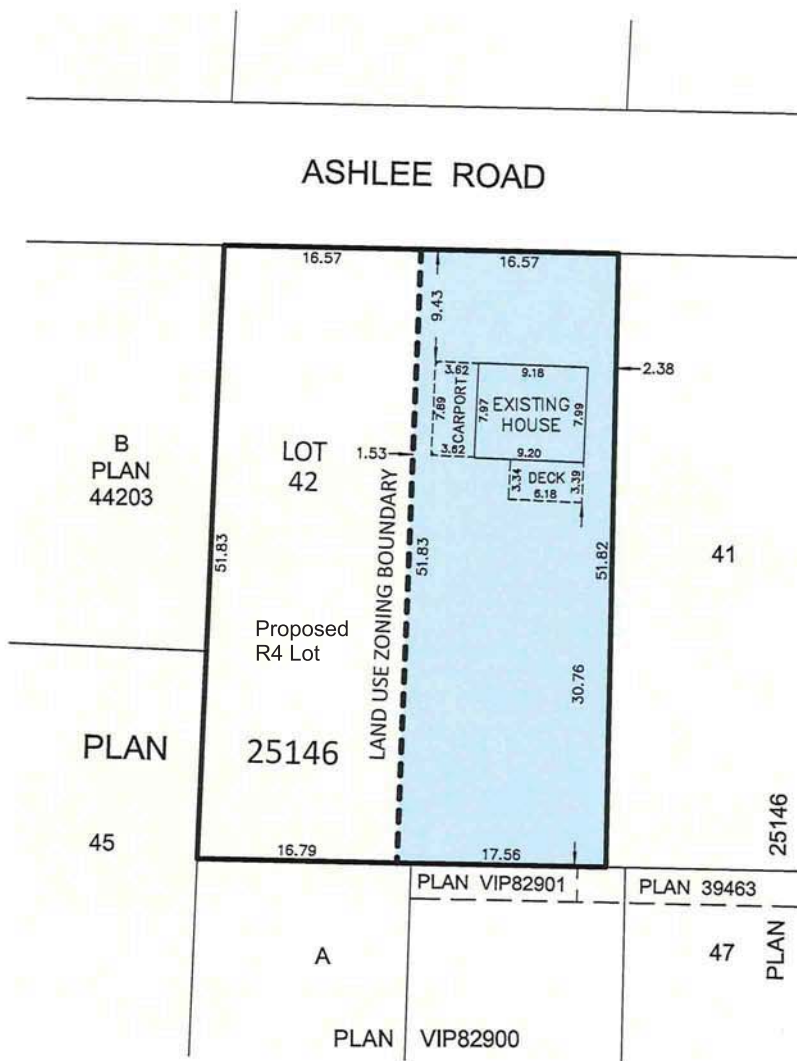 ASHLEE ROAD
16.57
16.57
9.43
3.62
9.18
2.38
7.89
CARPORT
7.97
EXISTING
HOUSE
7.99
3.62
9.20
1.53
3.34
DECK
6.18
3.39
B
PLAN
44203
LOT
42
51.83
LAND USE ZONING BOUNDARY
51.83
51.82
41
Proposed
R4 Lot
30.76
PLAN
25146
45
16.79
17.56
25146
PLAN VIP82901
PLAN 39463
A
47
PLAN
PLAN VIP82900